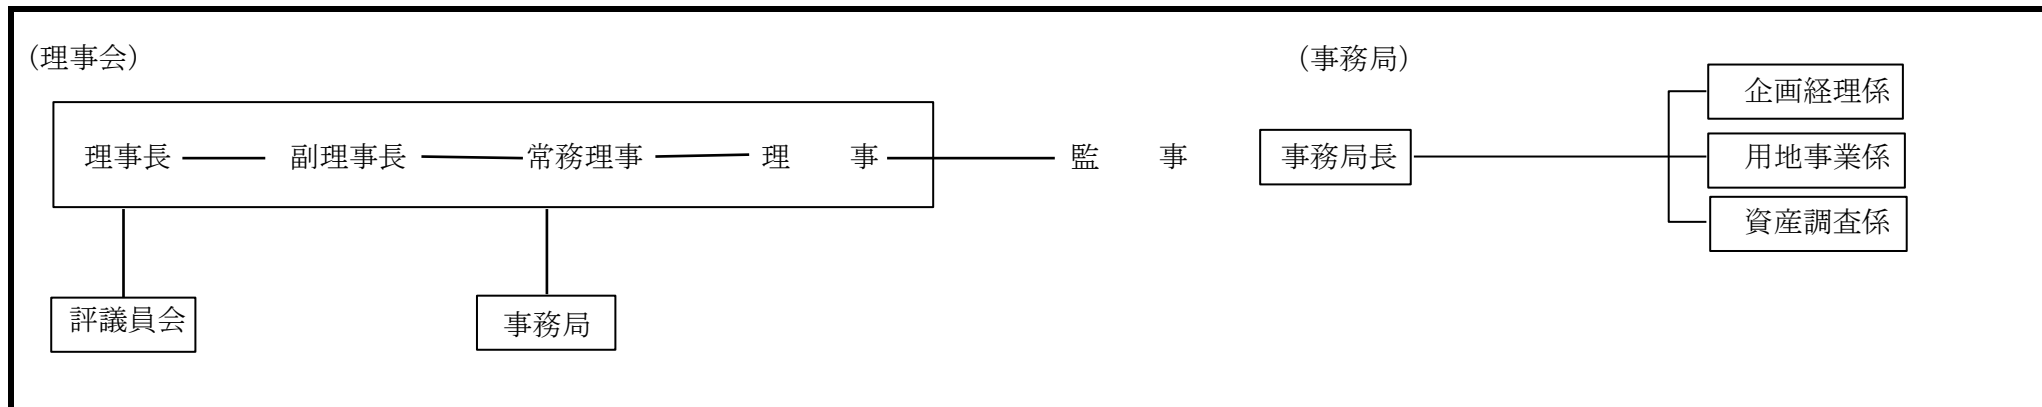 (理事会)
(事務局)
企画経理係
理事長 副理事長 常務理事 理 事 監 事 事務局長 用地事業係
資産調査係
評議員会 事務局